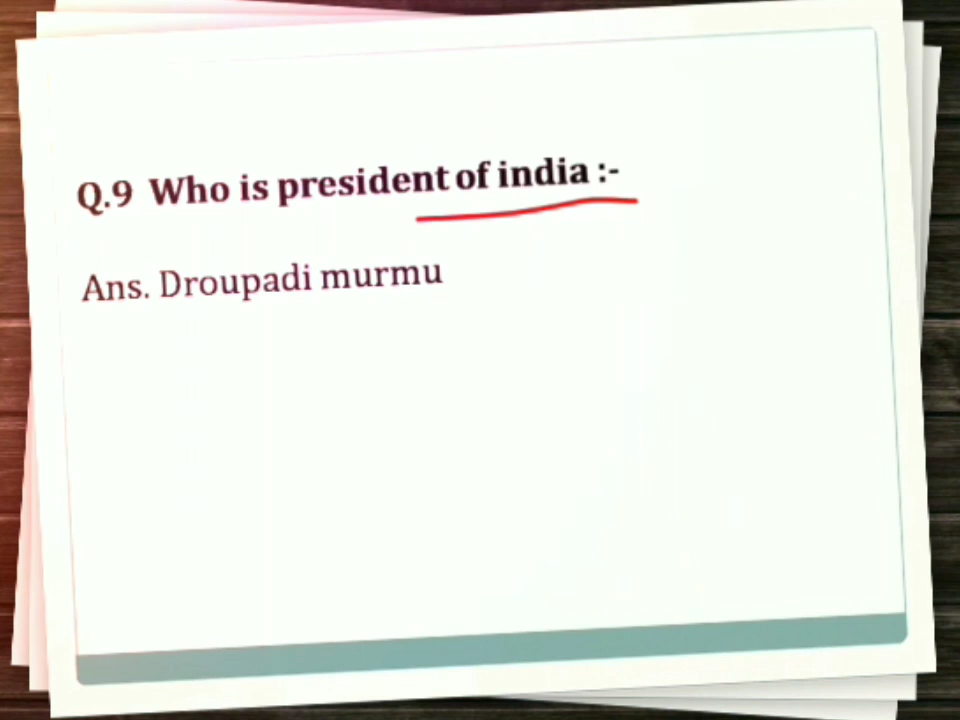 Q.9 Who is president of india :-
Ans. Droupadi murmu